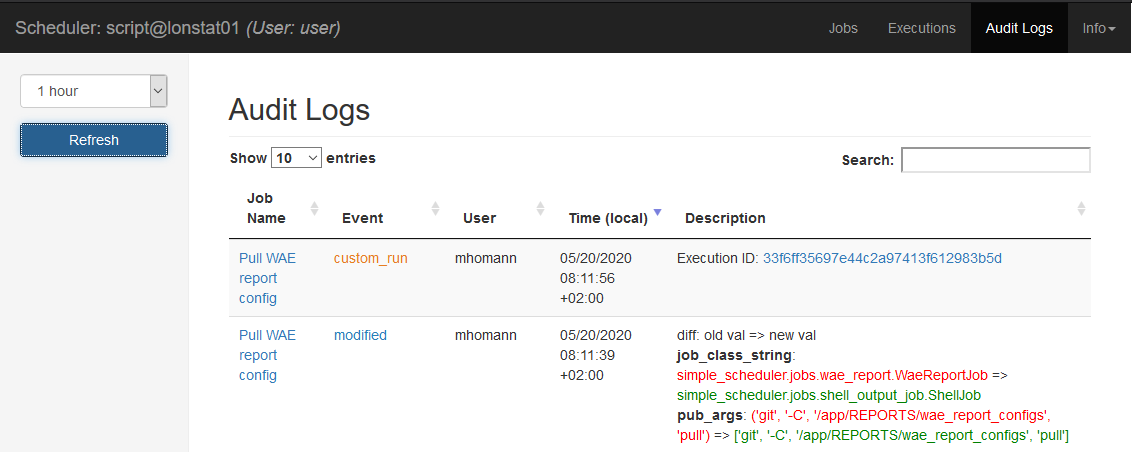 Scheduler: script@lonstat01 (User: user)
Jobs
Executions
Audit Logs
Info
1 hour
Refresh
Audit Logs
Show 10 entries
Search:
Job Name
Event
User
Time (local)
Description
Pull WAE
report
config
custom_run
mhomann
05/20/2020
08:11:56
+02:00
Execution ID: 33f6ff35697e44c2a97413f612983b5d
Pull WAE
report
config
modified
mhomann
05/20/2020
08:11:39
+02:00
diff: old val => new val
job_class_string:
simple_scheduler.jobs.wae_report.WaeReportJob =>
simple_scheduler.jobs.shell_output_job.ShellJob
pub_args: ('git', '-C', '/app/REPORTS/wae_report_configs',
'pull') => ['git', '-C', '/app/REPORTS/wae_report_configs', 'pull']